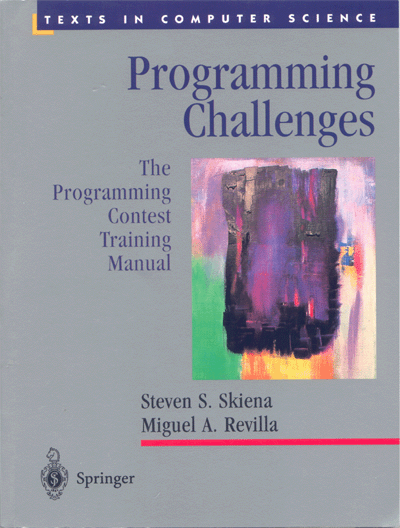 TEXTS IN COMPUTER SCIENCE
Programming
Challenges
The
Programming
Contest
Training
Manual
Steven S. Skiena
Miguel A. Revilla
Springer